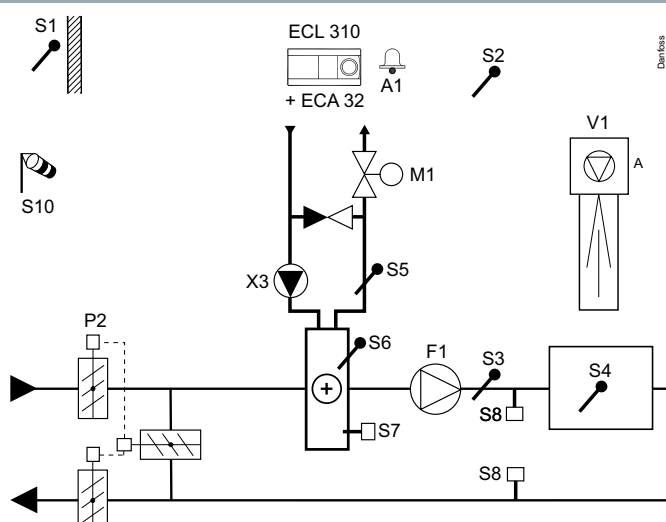 S1
ECL 310
A1
+ ECA 32
S2
Danfoss
V1
A
S10
M1
X3
S5
P2
S6
F1
S3
S4
S8
S7
S8